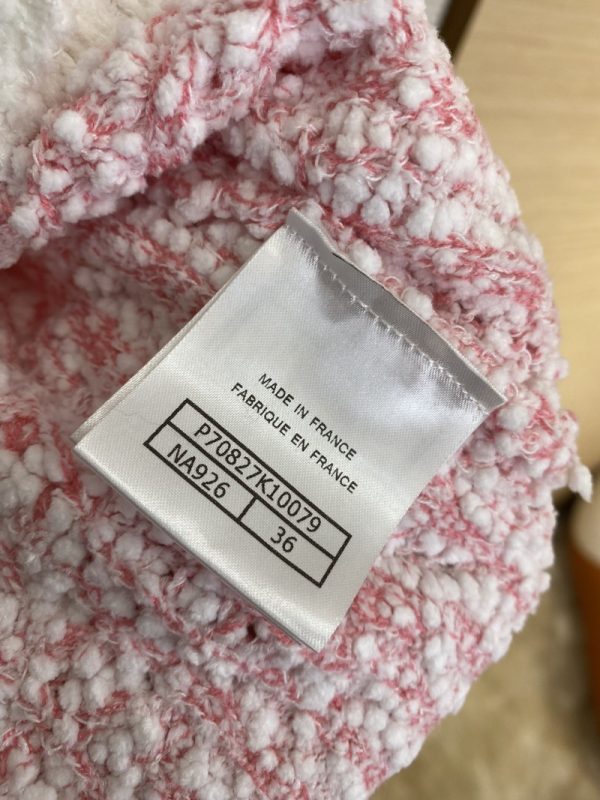 MADE IN FRANCE
FABRIQUE EN FRANCE
P70827K10079
NA926 36